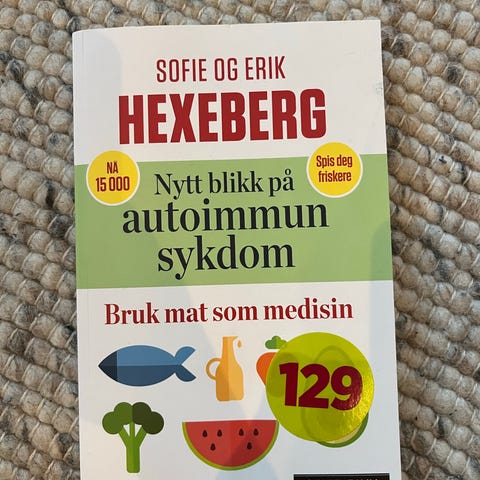 SOFIE OG ERIK
HEXEBERG
NÅ
15 000
Spis deg
friskere
Nytt blikk på
autoimmun
sykdom
Bruk mat som medisin
129